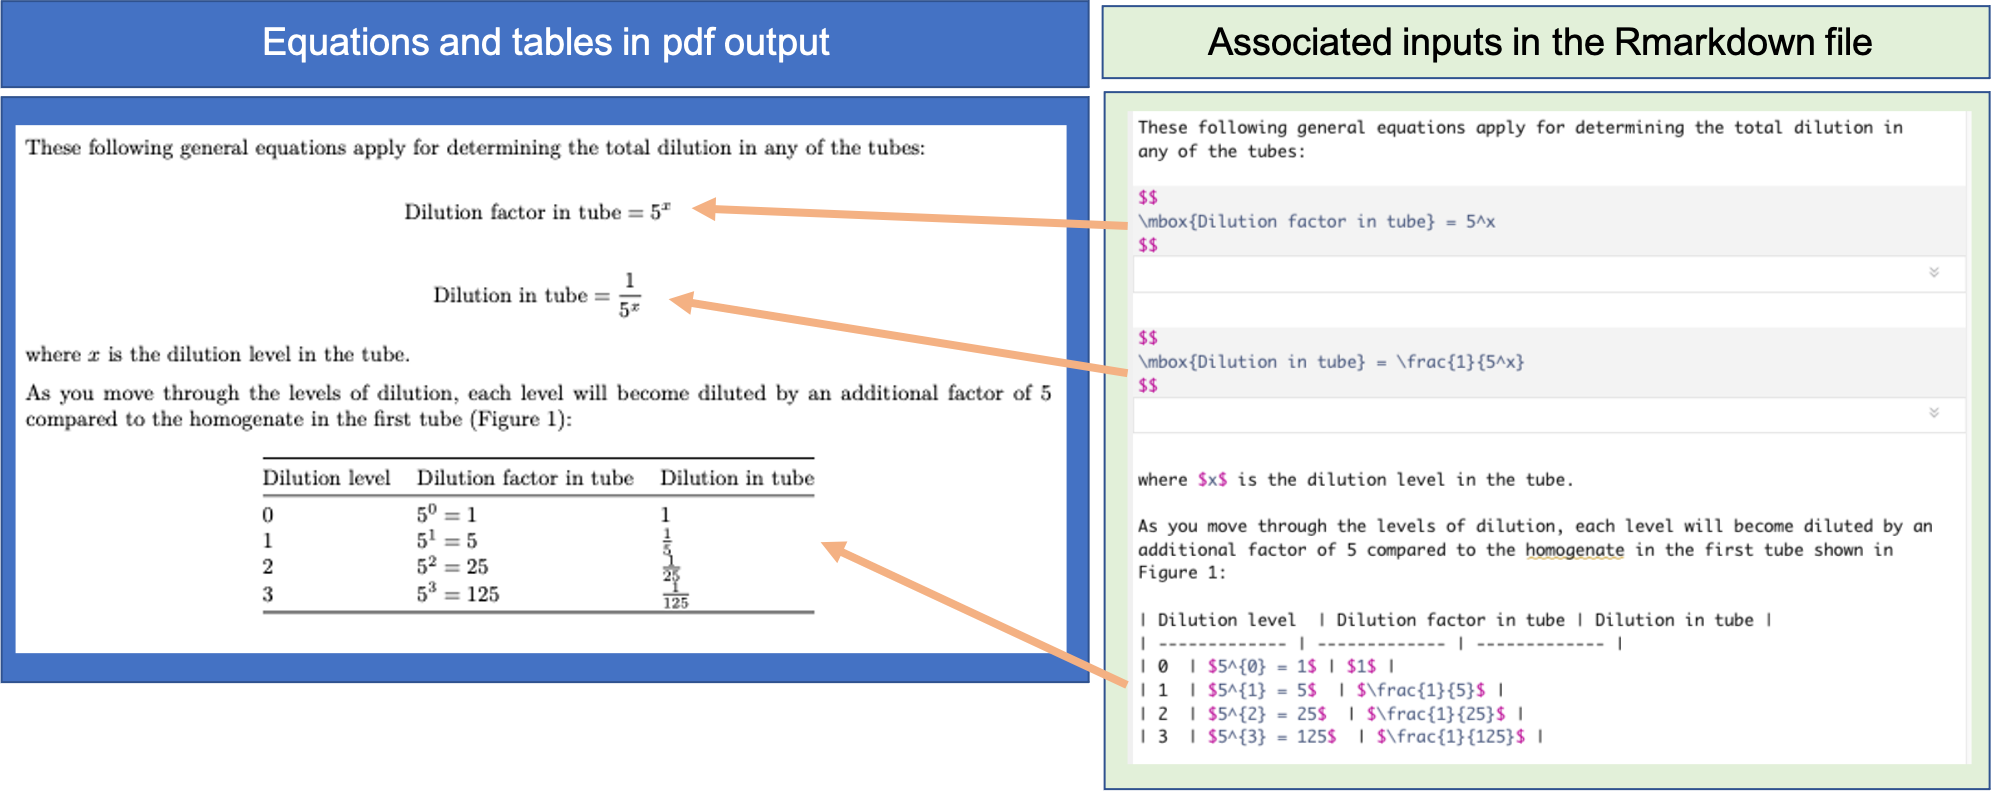 Equations and tables in pdf output
These following general equations apply for determining the total dilution in any of the tubes:
Dilution factor in tube = 5^x
Dilution in tube = 1/5^x
where x is the dilution level in the tube.
As you move through the levels of dilution, each level will become diluted by an additional factor of 5
compared to the homogenate in the first tube (Figure 1):
Dilution level Dilution factor in tube Dilution in tube
0 5^0 = 1 1
1 5^1 = 5 1/5
2 5^2 = 25 1/25
3 5^3 = 125 1/125
Associated inputs in the Rmarkdown file
These following general equations apply for determining the total dilution in
any of the tubes:
$$
\mbox{Dilution factor in tube} = 5^x
$$
$$
\mbox{Dilution in tube} = \frac{1}{5^x}
$$
where $x$ is the dilution level in the tube.
As you move through the levels of dilution, each level will become diluted by an
additional factor of 5 compared to the homogenate in the first tube shown in
Figure 1:
| Dilution level | Dilution factor in tube | Dilution in tube |
| ------------- | ------------- | ------------- |
| 0 | $5^{0} = 1$ | $1$ |
| 1 | $5^{1} = 5$ | $\frac{1}{5}$ |
| 2 | $5^{2} = 25$ | $\frac{1}{25}$ |
| 3 | $5^{3} = 125$ | $\frac{1}{125}$ |